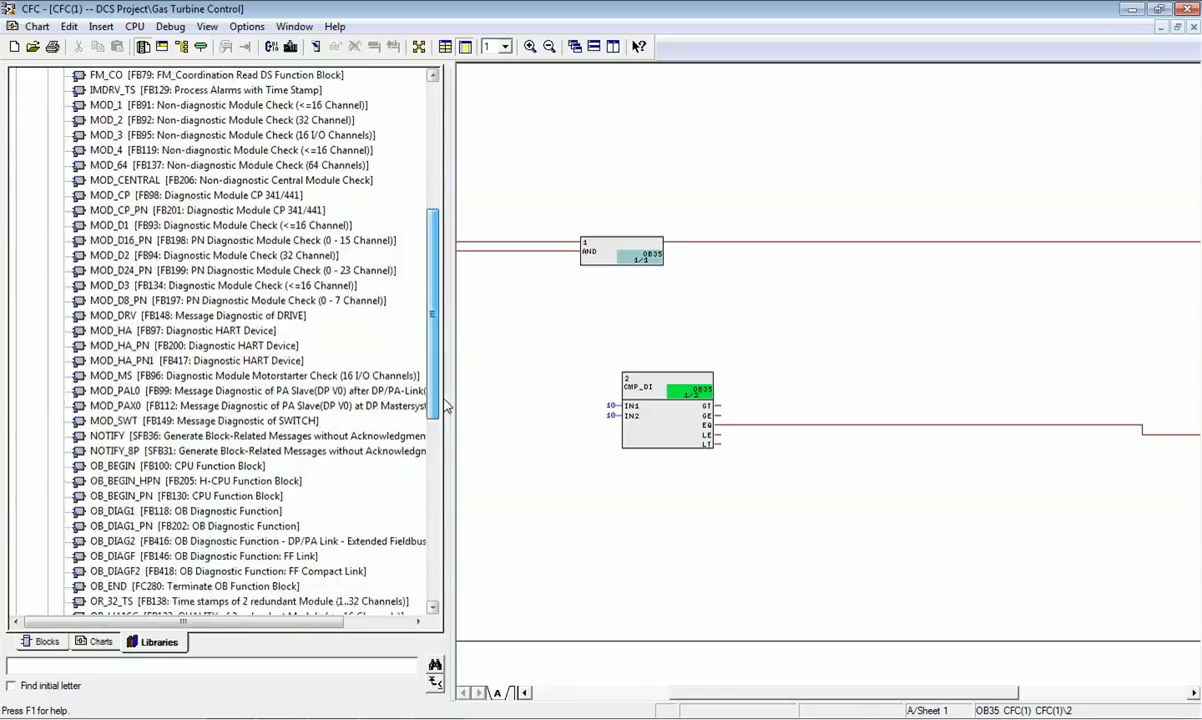 CFC - [CFC(1) -- DCS Project\Gas Turbine Control]
Chart Edit Insert CPU Debug View Options Window Help
1
FM_CO [FB79: FM_Coordination Read DS Function Block]
IMDRV_TS [FB129: Process Alarms with Time Stamp]
MOD_1 [FB91: Non-diagnostic Module Check (<=16 Channel)]
MOD_2 [FB92: Non-diagnostic Module Check (32 Channel)]
MOD_3 [FB95: Non-diagnostic Module Check (16 I/O Channels)]
MOD_4 [FB119: Non-diagnostic Module Check (<=16 Channel)]
MOD_64 [FB137: Non-diagnostic Module Check (64 Channels)]
MOD_CENTRAL [FB206: Non-diagnostic Central Module Check]
MOD_CP [FB98: Diagnostic Module CP 341/441]
MOD_CP_PN [FB201: Diagnostic Module CP 341/441]
MOD_D1 [FB93: Diagnostic Module Check (<=16 Channel)]
MOD_D16_PN [FB198: PN Diagnostic Module Check (0 - 15 Channel)]
MOD_D2 [FB94: Diagnostic Module Check (32 Channel)]
MOD_D24_PN [FB199: PN Diagnostic Module Check (0 - 23 Channel)]
MOD_D3 [FB134: Diagnostic Module Check (<=16 Channel)]
MOD_D8_PN [FB197: PN Diagnostic Module Check (0 - 7 Channel)]
MOD_DRV [FB148: Message Diagnostic of DRIVE]
MOD_HA [FB97: Diagnostic HART Device]
MOD_HA_PN [FB200: Diagnostic HART Device]
MOD_HA_PN1 [FB417: Diagnostic HART Device]
MOD_MS [FB96: Diagnostic Module Motorstarter Check (16 I/O Channels)]
MOD_PAL0 [FB99: Message Diagnostic of PA Slave(DP V0) after DP/PA-Link(
MOD_PAX0 [FB112: Message Diagnostic of PA Slave(DP V0) at DP Mastersys
MOD_SWT [FB149: Message Diagnostic of SWITCH]
NOTIFY [SFB36: Generate Block-Related Messages without Acknowledgmen
NOTIFY_8P [SFB31: Generate Block-Related Messages without Acknowledgm
OB_BEGIN [FB100: CPU Function Block]
OB_BEGIN_HPN [FB205: H-CPU Function Block]
OB_BEGIN_PN [FB130: CPU Function Block]
OB_DIAG1 [FB118: OB Diagnostic Function]
OB_DIAG1_PN [FB202: OB Diagnostic Function]
OB_DIAG2 [FB416: OB Diagnostic Function - DP/PA Link - Extended Fieldbus
OB_DIAGF [FB146: OB Diagnostic Function: FF Link]
OB_DIAGF2 [FB418: OB Diagnostic Function: FF Compact Link]
OB_END [FC280: Terminate OB Function Block]
OR_32_TS [FB138: Time stamps of 2 redundant Module (1..32 Channels)]
Blocks Charts Libraries
Find initial letter
1
AND OB35
1/1
2
CMP_DI OB35
1/2
10 IN1 GT
10 IN2 GE
EQ
LE
LT
A
Press F1 for help. A/Sheet 1 OB35 CFC(1) CFC(1)\2